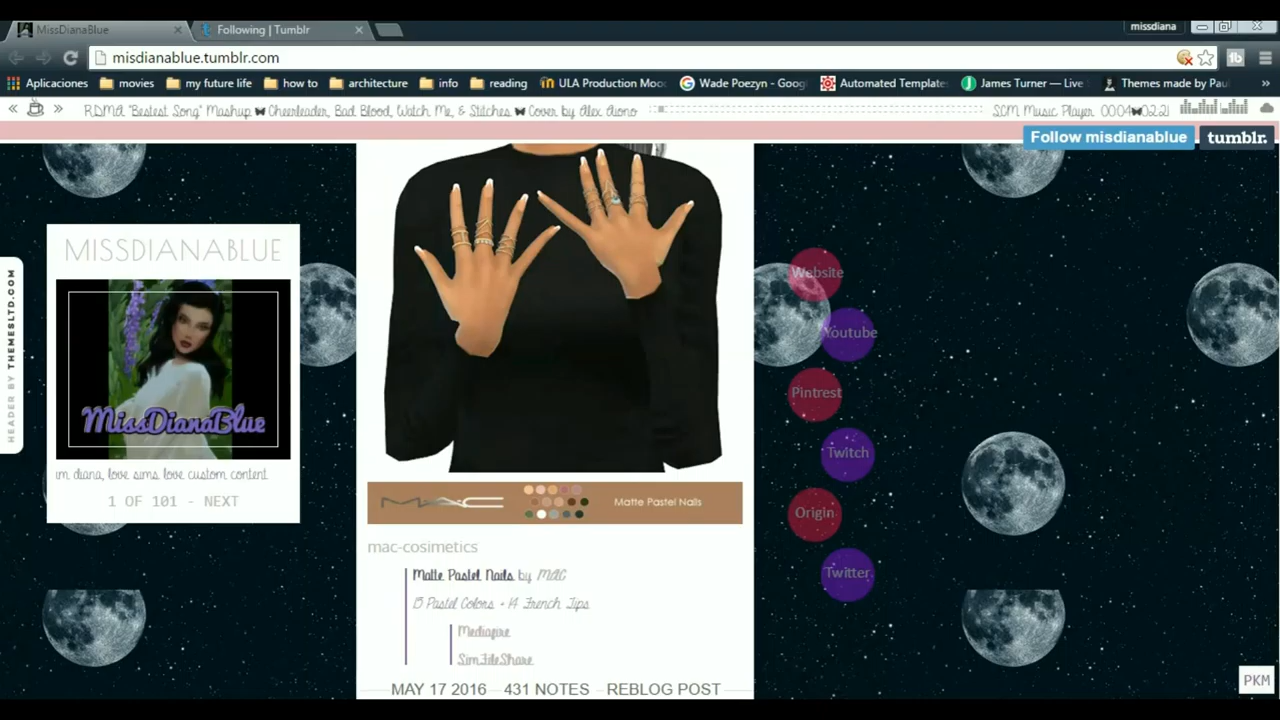 MissDianaBlue
Following | Tumblr
missdiana
misdianablue.tumblr.com
Aplicaciones
movies
my future life
how to
architecture
info
reading
ULA Production Moo
Wade Poezyn - Goog
Automated Template
James Turner — Live
Themes made by Pau
»
« » RDMA "Bestest Song" Mashup Cheerleader, Bad Blood, Watch Me, & Stitches. Cover by Alex Aiono
SCM Music Player 00:04 02:21
Follow misdianablue
tumblr.
HEADER BY THEMESLTD.COM
MISSDIANABLUE
MissDianaBlue
im diana, love sims. love custom content
1 OF 101 - NEXT
MAC
Matte Pastel Nails
mac-cosimetics
Matte Pastel Nails by MAC
15 Pastel Colors + 14 French Tips
Mediafire
SimFileShare
MAY 17 2016
431 NOTES
REBLOG POST
Website
Youtube
Pintrest
Twitch
Origin
Twitter
PKM